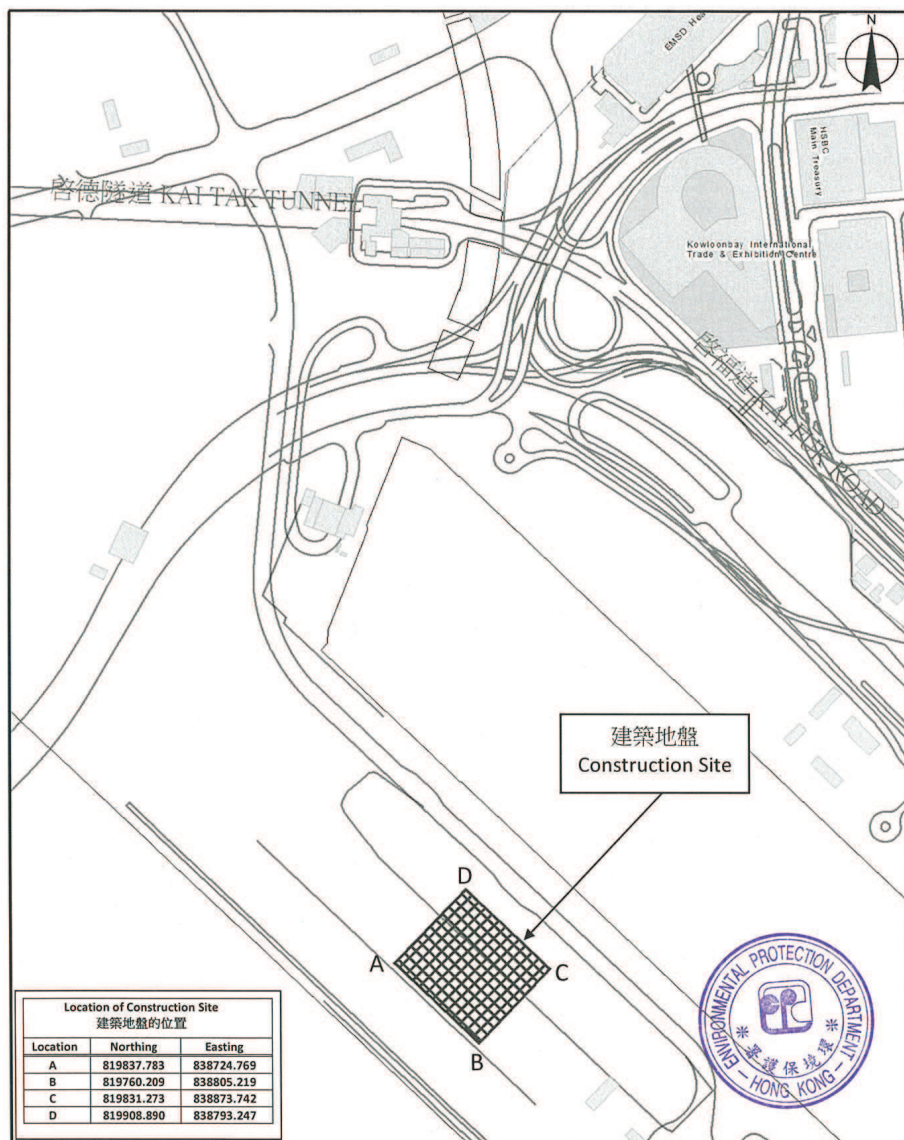 N
EMSD Hea
HSBC
Main Treasury
啓德隧道 KAI TAK TUNNEL
Kowloonbay International
Trade & Exhibition Centre
啓福道 KAI FUK ROAD
建築地盤
Construction Site
D
A
C
B
Location of Construction Site
建築地盤的位置
Location Northing Easting
A 819837.783 838724.769
B 819760.209 838805.219
C 819831.273 838873.742
D 819908.890 838793.247
ENVIRONMENTAL PROTECTION DEPARTMENT
署護保境環
HONG KONG